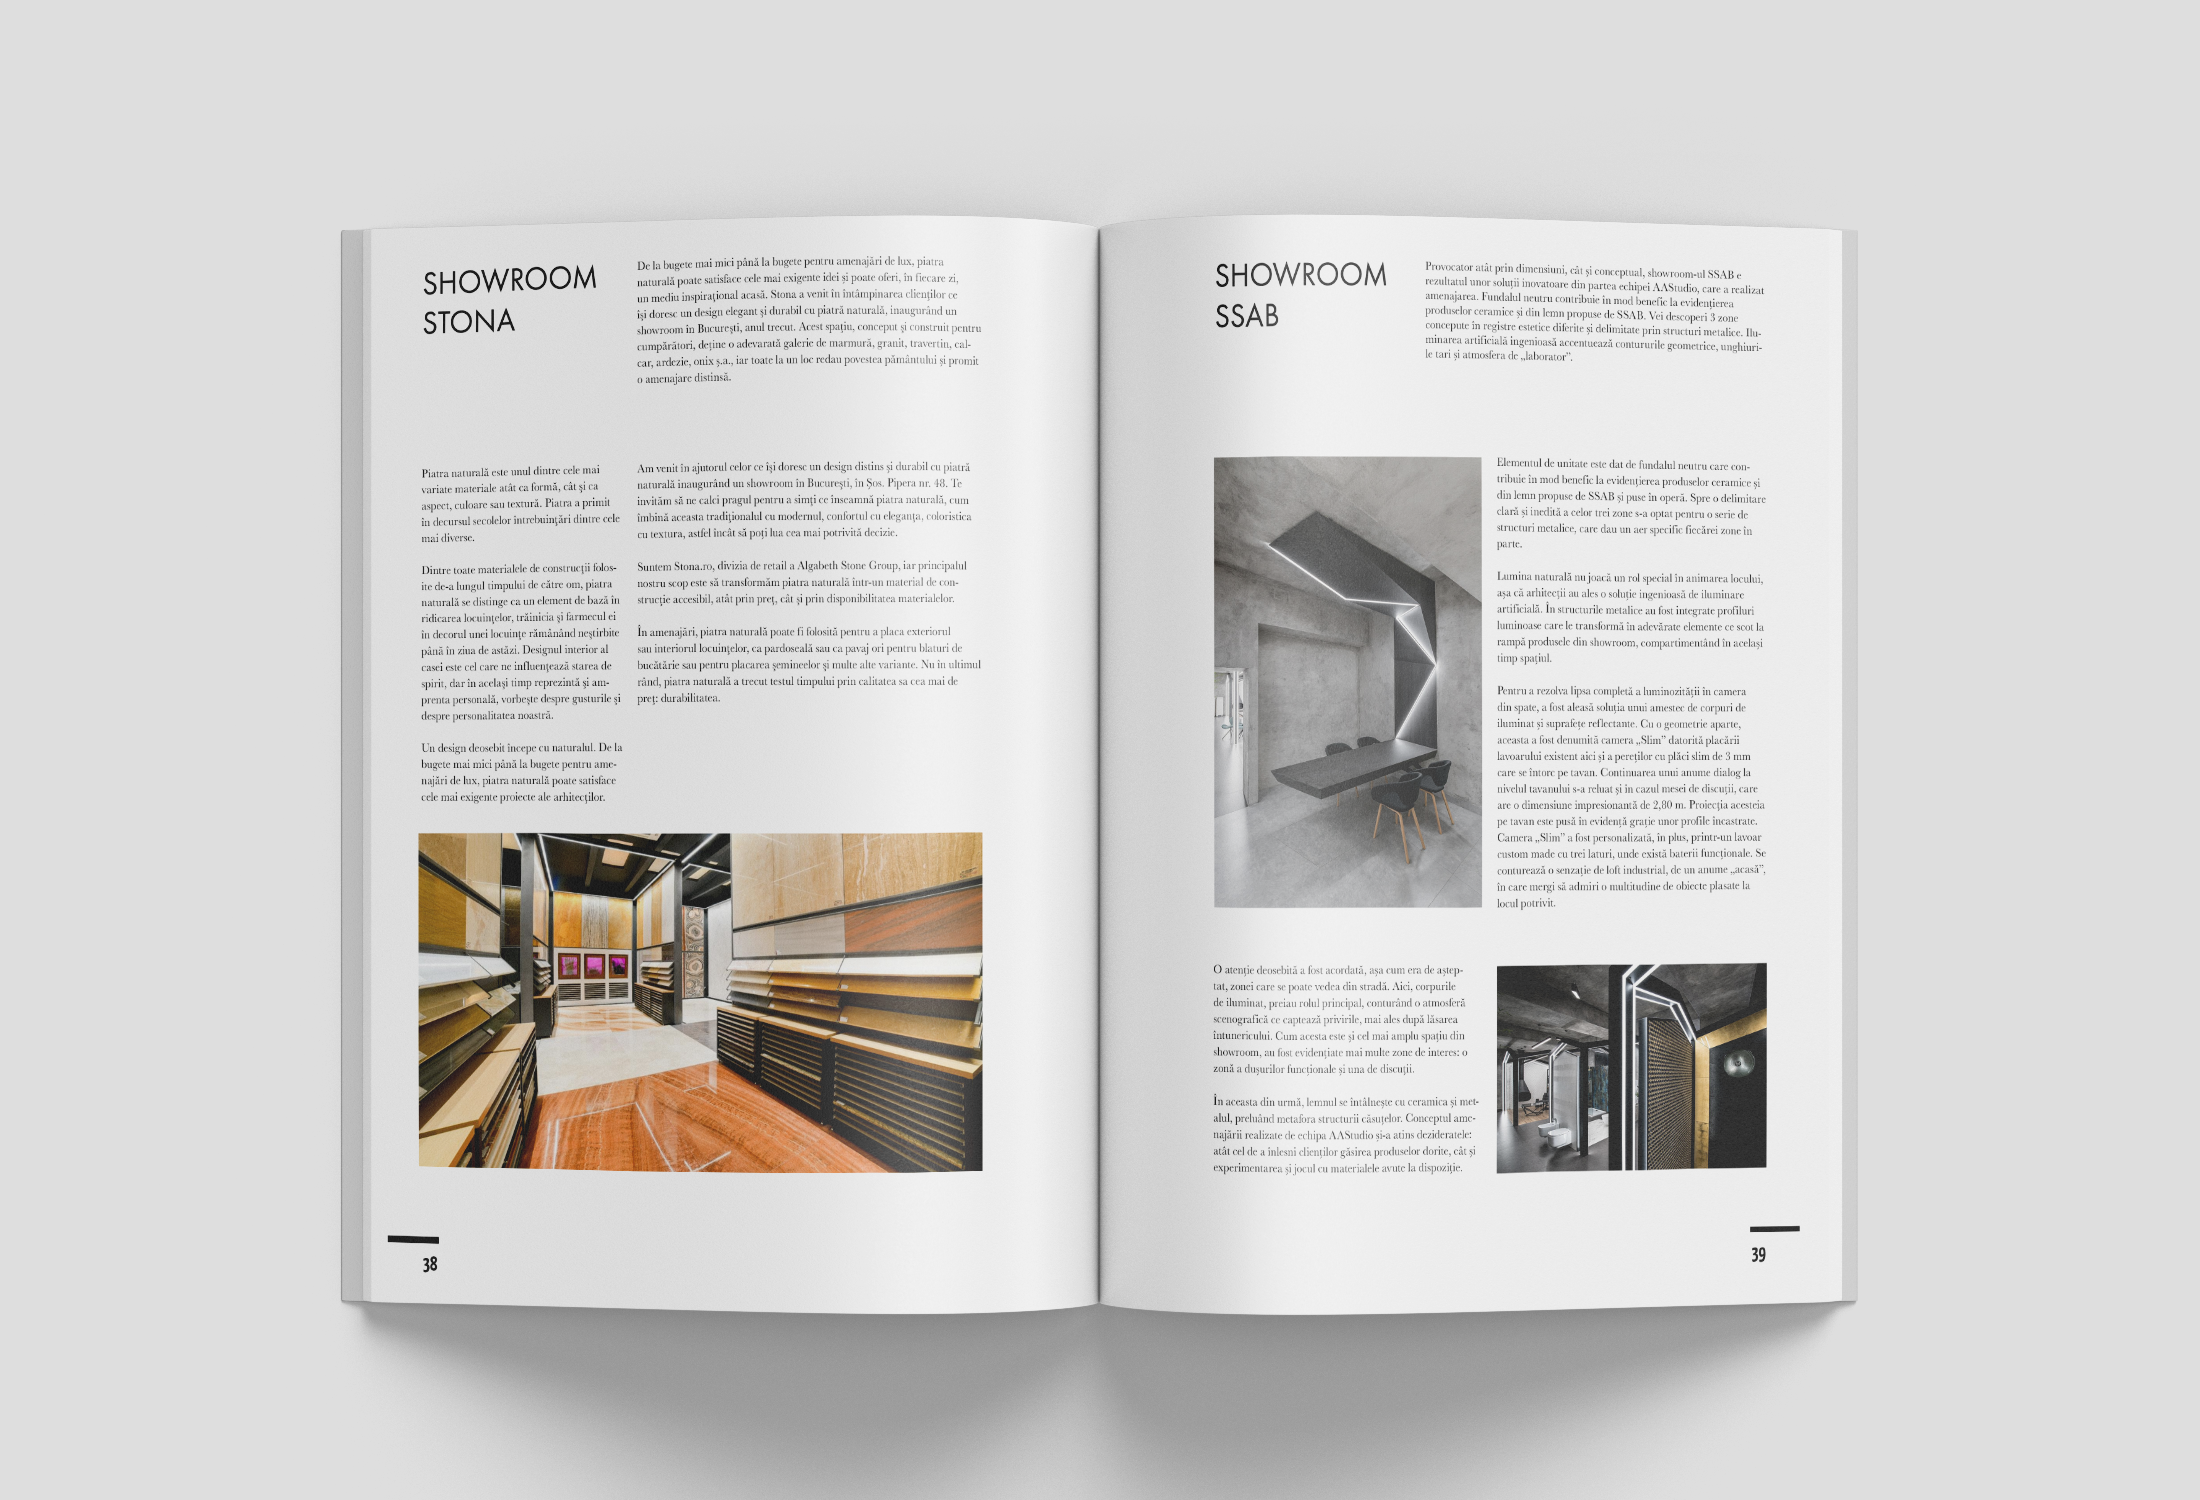 SHOWROOM
STONA
De la bugete mai mici până la bugete pentru amenajări de lux, piatra
naturală poate satisface cele mai exigente idei și poate oferi, în fiecare zi,
un mediu inspirațional acasă. Stona a venit în întâmpinarea clienților ce
își doresc un design elegant și durabil cu piatră naturală, inaugurând un
showroom în București, anul trecut. Acest spațiu, conceput și construit pentru
cumpărători, deține o adevarată galerie de marmură, granit, travertin, cal-
car, ardezie, onix ș.a., iar toate la un loc redau povestea pământului și promit
o amenajare distinsă.
Piatra naturală este unul dintre cele mai
variate materiale atât ca formă, cât și ca
aspect, culoare sau textură. Piatra a primit
în decursul secolelor întrebuințări dintre cele
mai diverse.
Dintre toate materialele de construcții folos-
ite de-a lungul timpului de către om, piatra
naturală se distinge ca un element de bază în
ridicarea locuințelor, trăinicia și farmecul ei
în decorul unei locuințe rămânând neștirbite
până în ziua de astăzi. Designul interior al
casei este cel care ne influențează starea de
spirit, dar în același timp reprezintă și am-
prenta personală, vorbește despre gusturile și
despre personalitatea noastră.
Un design deosebit începe cu naturalul. De la
bugete mai mici până la bugete pentru ame-
najări de lux, piatra naturală poate satisface
cele mai exigente proiecte ale arhitecților.
Am venit în ajutorul celor ce își doresc un design distins și durabil cu piatră
naturală inaugurând un showroom în București, în Șos. Pipera nr. 48. Te
invităm să ne calci pragul pentru a simți ce înseamnă piatra naturală, cum
îmbină aceasta tradiționalul cu modernul, confortul cu eleganța, coloristica
cu textura, astfel încât să poți lua cea mai potrivită decizie.
Suntem Stona.ro, divizia de retail a Algabeth Stone Group, iar principalul
nostru scop este să transformăm piatra naturală într-un material de con-
strucție accesibil, atât prin preț, cât și prin disponibilitatea materialelor.
În amenajări, piatra naturală poate fi folosită pentru a placa exteriorul
sau interiorul locuințelor, ca pardoseală sau ca pavaj ori pentru blaturi de
bucătărie sau pentru placarea șemineelor și multe alte variante. Nu în ultimul
rând, piatra naturală a trecut testul timpului prin calitatea sa cea mai de
preț: durabilitatea.
38
SHOWROOM
SSAB
Provocator atât prin dimensiuni, cât și conceptual, showroom-ul SSAB e
rezultatul unor soluții inovatoare din partea echipei AAStudio, care a realizat
amenajarea. Fundalul neutru contribuie în mod benefic la evidențierea
produselor ceramice și din lemn propuse de SSAB. Vei descoperi 3 zone
concepute în registre estetice diferite și delimitate prin structuri metalice. Ilu-
minarea artificială ingenioasă accentuează contururile geometrice, unghiuri-
le tari și atmosfera de „laborator”.
Elementul de unitate este dat de fundalul neutru care con-
tribuie în mod benefic la evidențierea produselor ceramice și
din lemn propuse de SSAB și puse în operă. Spre o delimitare
clară și inedită a celor trei zone s-a optat pentru o serie de
structuri metalice, care dau un aer specific fiecărei zone în
parte.
Lumina naturală nu joacă un rol special în animarea locului,
așa că arhitecții au ales o soluție ingenioasă de iluminare
artificială. În structurile metalice au fost integrate profiluri
luminoase care le transformă în adevărate elemente ce scot la
rampă produsele din showroom, compartimentând în același
timp spațiul.
Pentru a rezolva lipsa completă a luminozității în camera
din spate, a fost aleasă soluția unui amestec de corpuri de
iluminat și suprafețe reflectante. Cu o geometrie aparte,
aceasta a fost denumită camera „Slim” datorită placării
lavoarului existent aici și a pereților cu plăci slim de 3 mm
care se întorc pe tavan. Continuarea unui anume dialog la
nivelul tavanului s-a reluat și în cazul mesei de discuții, care
are o dimensiune impresionantă de 2,80 m. Proiecția acesteia
pe tavan este pusă în evidență grație unor profile încastrate.
Camera „Slim” a fost personalizată, în plus, printr-un lavoar
custom made cu trei laturi, unde există baterii funcționale. Se
conturează o senzație de loft industrial, de un anume „acasă”,
în care mergi să admiri o multitudine de obiecte plasate la
locul potrivit.
O atenție deosebită a fost acordată, așa cum era de aștep-
tat, zonei care se poate vedea din stradă. Aici, corpurile
de iluminat, preiau rolul principal, conturând o atmosferă
scenografică ce captează privirile, mai ales după lăsarea
întunericului. Cum acesta este și cel mai amplu spațiu din
showroom, au fost evidențiate mai multe zone de interes: o
zonă a dușurilor funcționale și una de discuții.
În aceasta din urmă, lemnul se întâlnește cu ceramica și met-
alul, preluând metafora structurii căsuțelor. Conceptul ame-
najării realizate de echipa AAStudio și-a atins dezideratele:
atât cel de a înlesni clienților găsirea produselor dorite, cât și
experimentarea și jocul cu materialele avute la dispoziție.
39